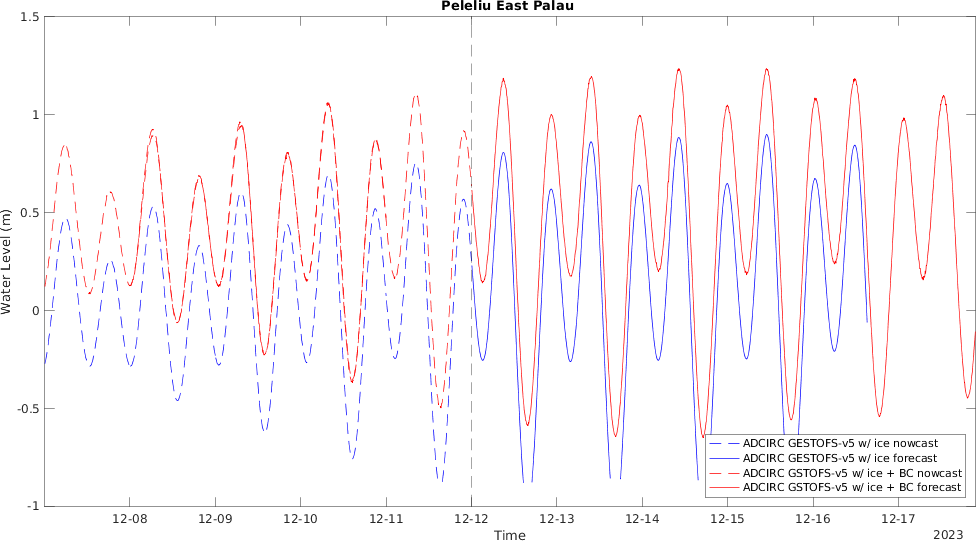 Peleliu East Palau
1.5
1
0.5
0
-0.5
-1
Water Level (m)
ADCIRC GESTOFS-v5 w/ ice nowcast
ADCIRC GESTOFS-v5 w/ ice forecast
ADCIRC GSTOFS-v5 w/ ice + BC nowcast
ADCIRC GSTOFS-v5 w/ ice + BC forecast
12-08 12-09 12-10 12-11 12-12 12-13 12-14 12-15 12-16 12-17
Time
2023